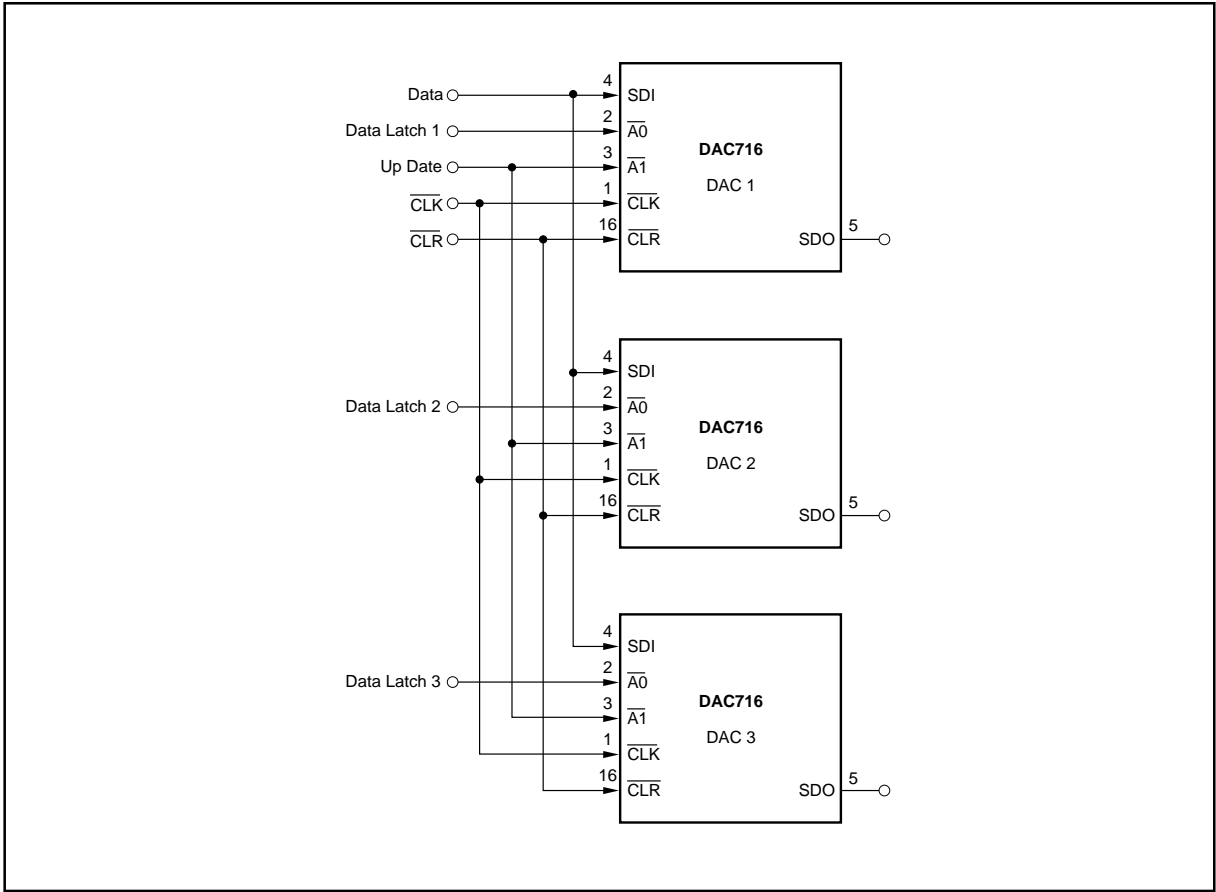 Data
Data Latch 1
Up Date
CLK
CLR
4
SDI
2
A0
3
A1
1
CLK
16
CLR
DAC716
DAC 1
SDO
5
Data Latch 2
4
SDI
2
A0
3
A1
1
CLK
16
CLR
DAC716
DAC 2
SDO
5
Data Latch 3
4
SDI
2
A0
3
A1
1
CLK
16
CLR
DAC716
DAC 3
SDO
5